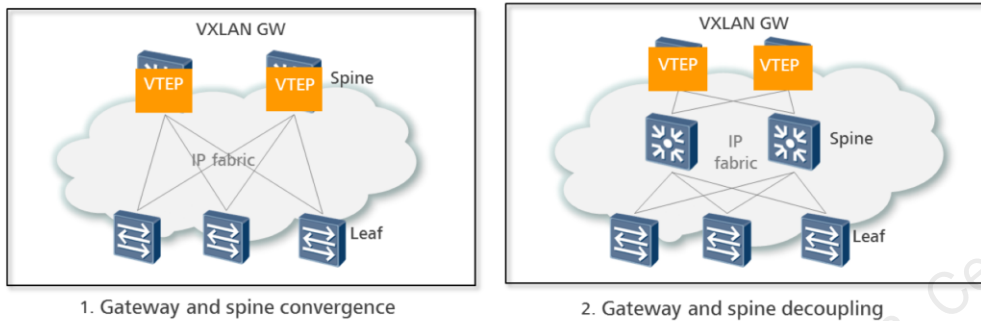 VXLAN GW
VTEP
VTEP
Spine
IP fabric
Leaf
1. Gateway and spine convergence
VXLAN GW
VTEP
VTEP
IP
fabric
Spine
Leaf
2. Gateway and spine decoupling
Ce